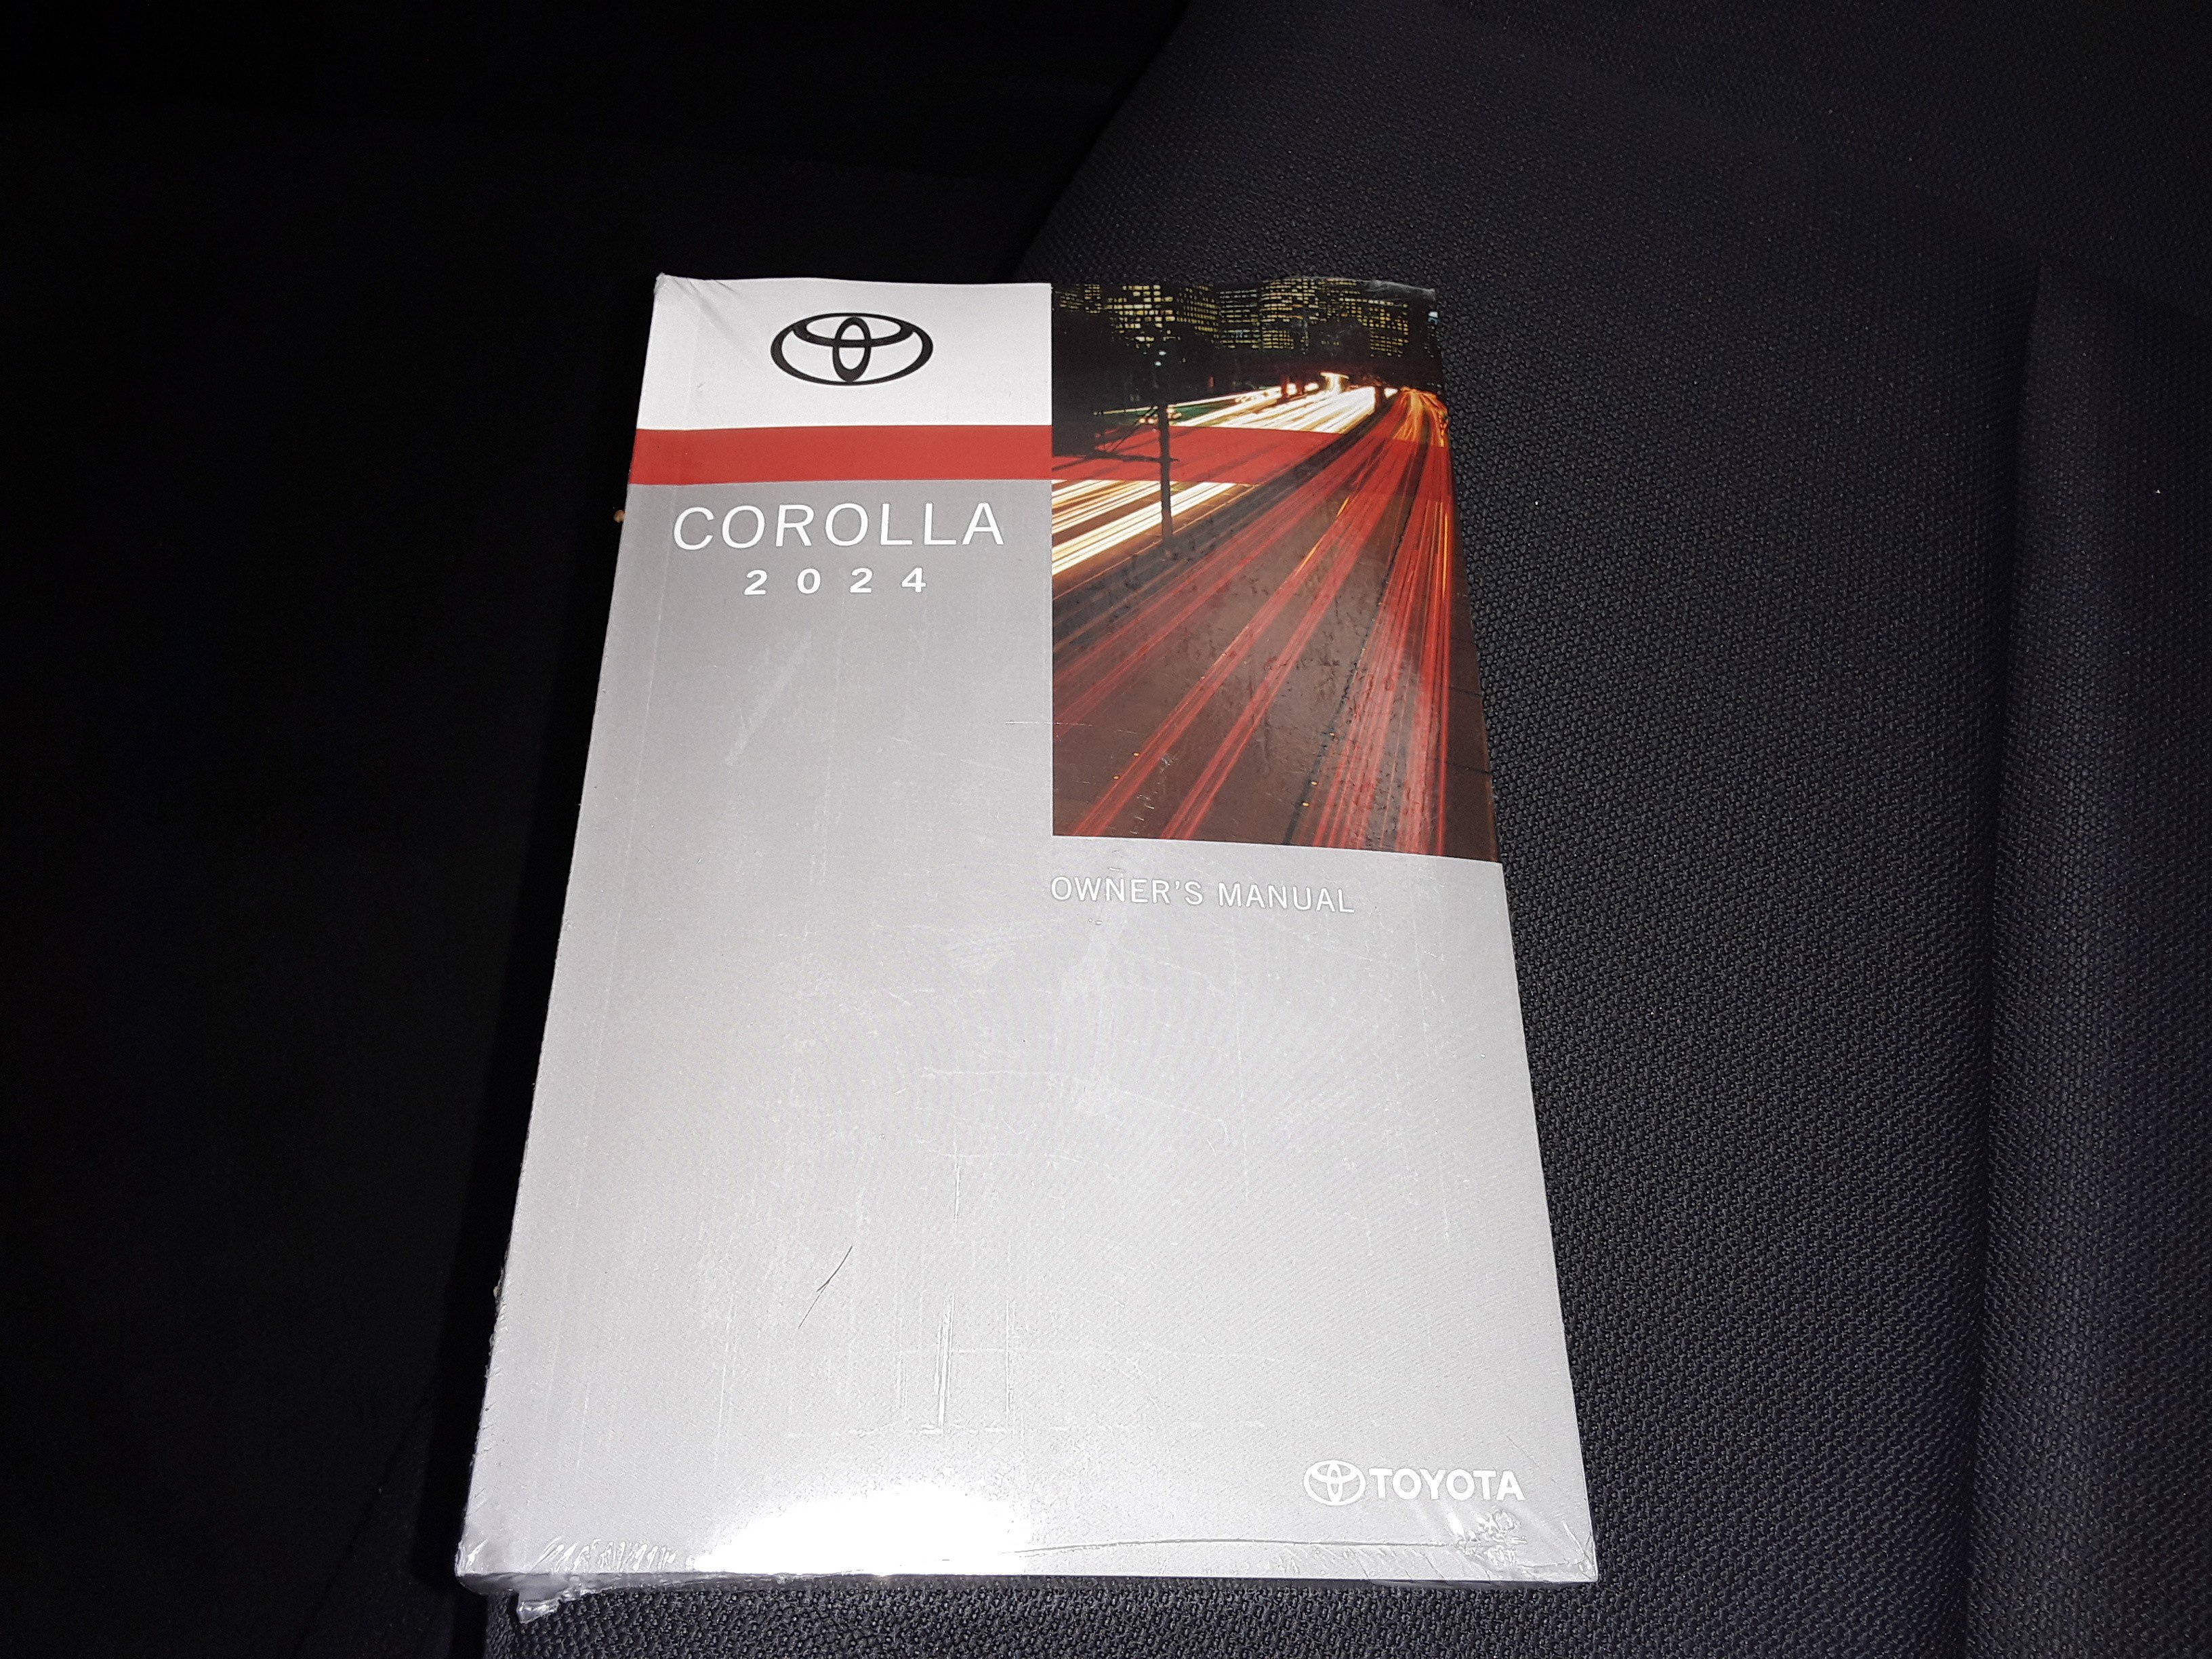 COROLLA
2024
OWNER'S MANUAL
TOYOTA